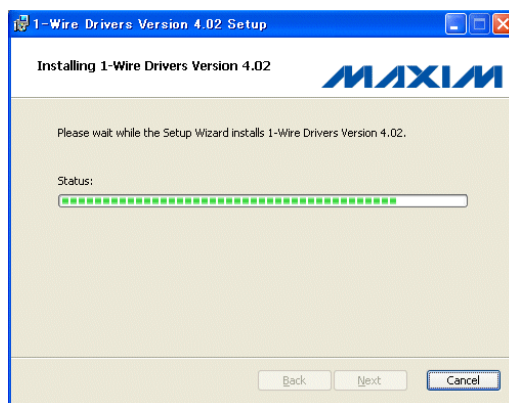 1-Wire Drivers Version 4.02 Setup
Installing 1-Wire Drivers Version 4.02
MAXIM
Please wait while the Setup Wizard installs 1-Wire Drivers Version 4.02.
Status:
Back
Next
Cancel